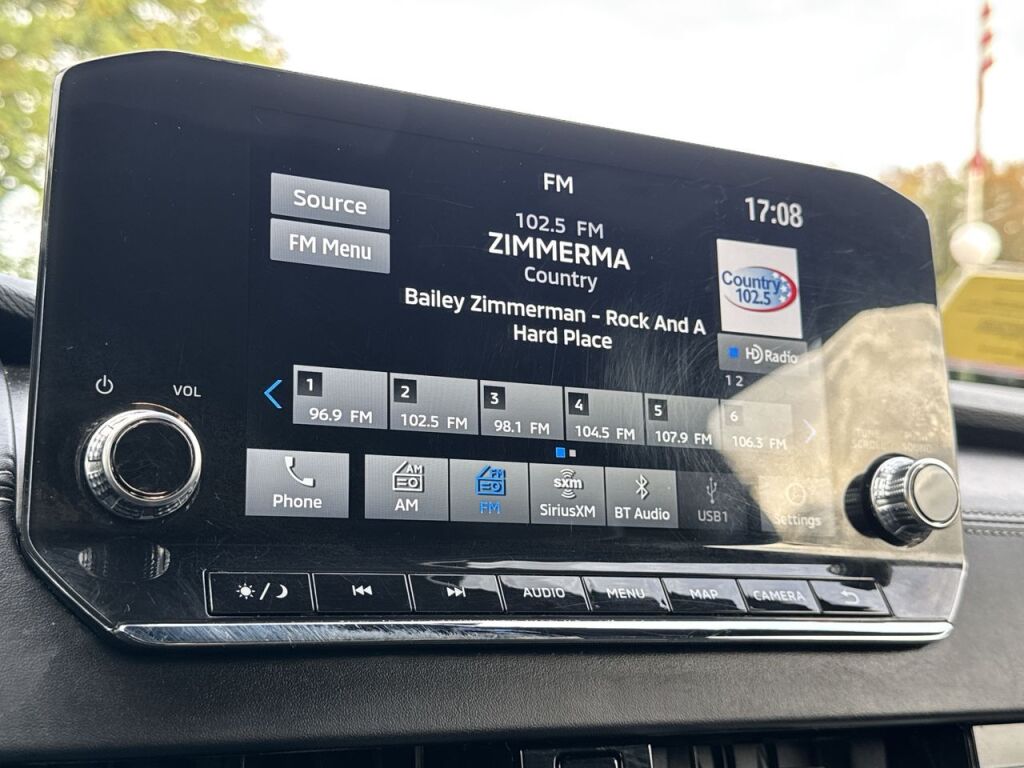 FM
17:08
Source
FM Menu
102.5 FM
ZIMMERMA
Country
Bailey Zimmerman - Rock And A
Hard Place
Country
102.5
HD Radio
1 2
1
96.9 FM
2
102.5 FM
3
98.1 FM
4
104.5 FM
5
107.9 FM
6
106.3 FM
VOL
Phone
AM
AM
FM
FM
sxm
SiriusXM
BT Audio
USB1
Settings
AUDIO
MENU
MAP
CAMERA